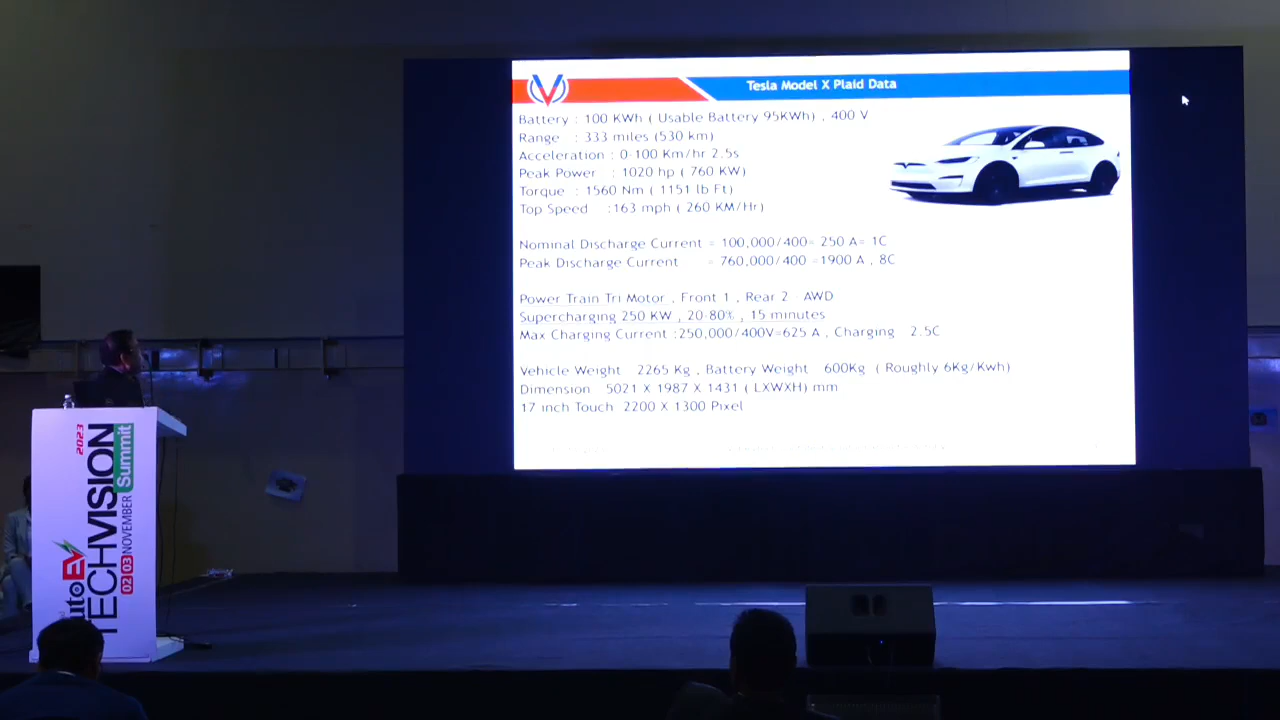 Tesla Model X Plaid Data
Battery : 100 KWh ( Usable Battery 95KWh) , 400 V
Range : 333 miles (530 km)
Acceleration : 0-100 Km/hr 2.5s
Peak Power : 1020 hp ( 760 KW)
Torque : 1560 Nm ( 1151 lb Ft)
Top Speed :163 mph ( 260 KM/Hr)
Nominal Discharge Current = 100,000/400= 250 A= 1C
Peak Discharge Current = 760,000/400 =1900 A , 8C
Power Train Tri Motor , Front 1 , Rear 2 - AWD
Supercharging 250 KW , 20-80% , 15 minutes
Max Charging Current :250,000/400V=625 A , Charging 2.5C
Vehicle Weight 2265 Kg , Battery Weight 600Kg ( Roughly 6Kg/Kwh)
Dimension 5021 X 1987 X 1431 ( LXWXH) mm
17 inch Touch 2200 X 1300 Pixel
AutoEV
TECHVISION
2023
Summit
02 03 NOVEMBER